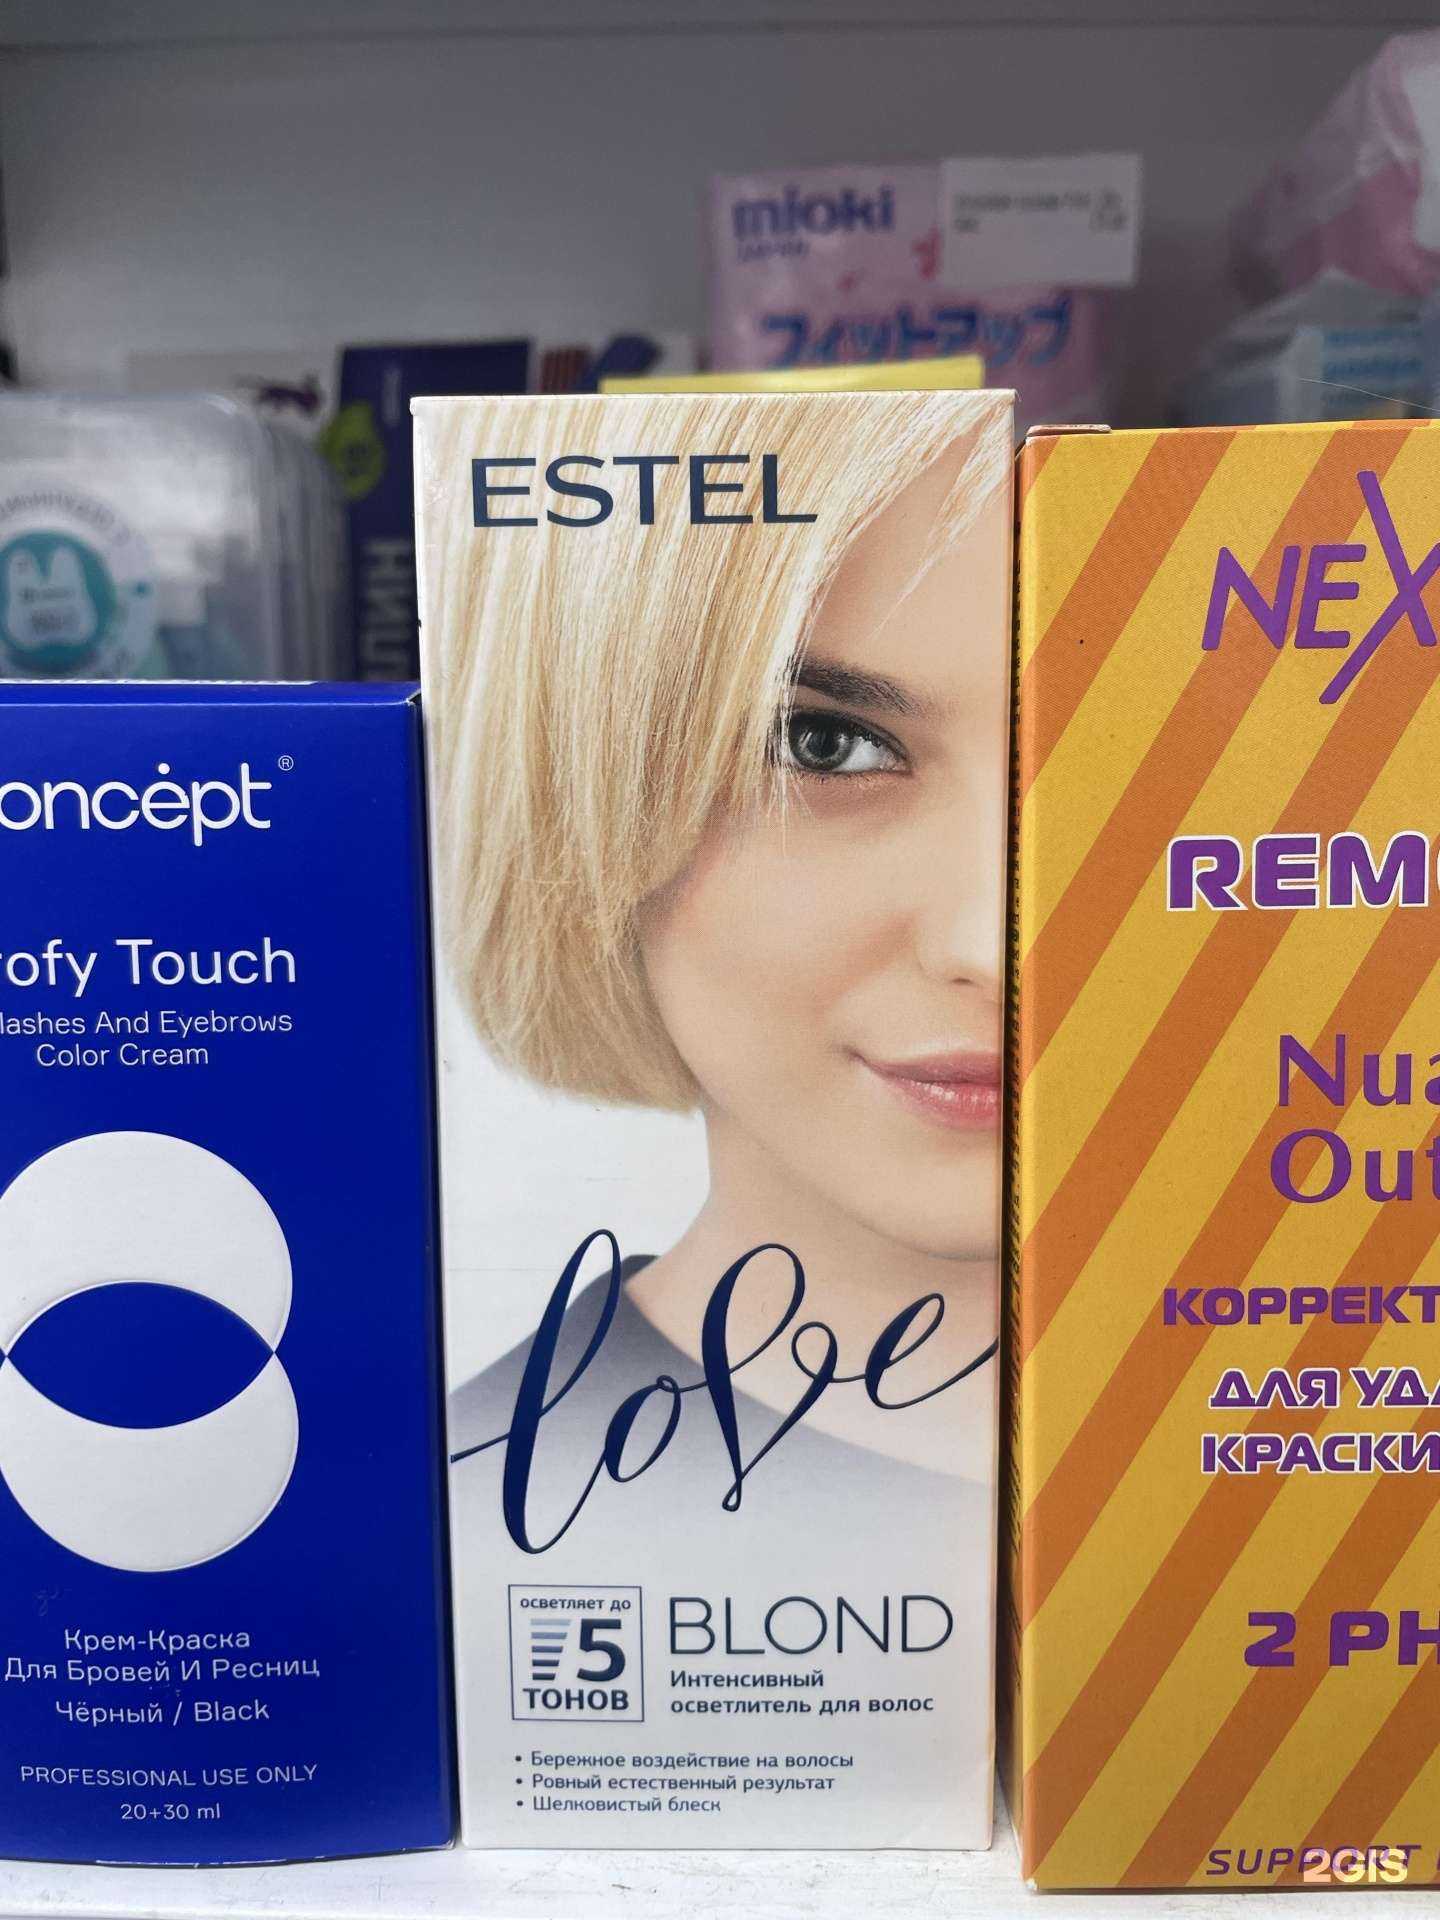 mioki
JAPAN
フィットアップ
ESTEL
love
ОСВЕТЛЯЕТ ДО
5
ТОНОВ
BLOND
Интенсивный
осветлитель для волос
• Бережное воздействие на волосы
• Ровный естественный результат
• Шелковистый блеск
oncept®
rofy Touch
lashes And Eyebrows
Color Cream
Крем-Краска
Для Бровей И Ресниц
Чёрный / Black
PROFESSIONAL USE ONLY
20+30 ml
NEX
REMO
Nua
Out
КОРРЕКТ
ДЛЯ УДА
КРАСКИ
2 PH
SUPPORT
2GIS